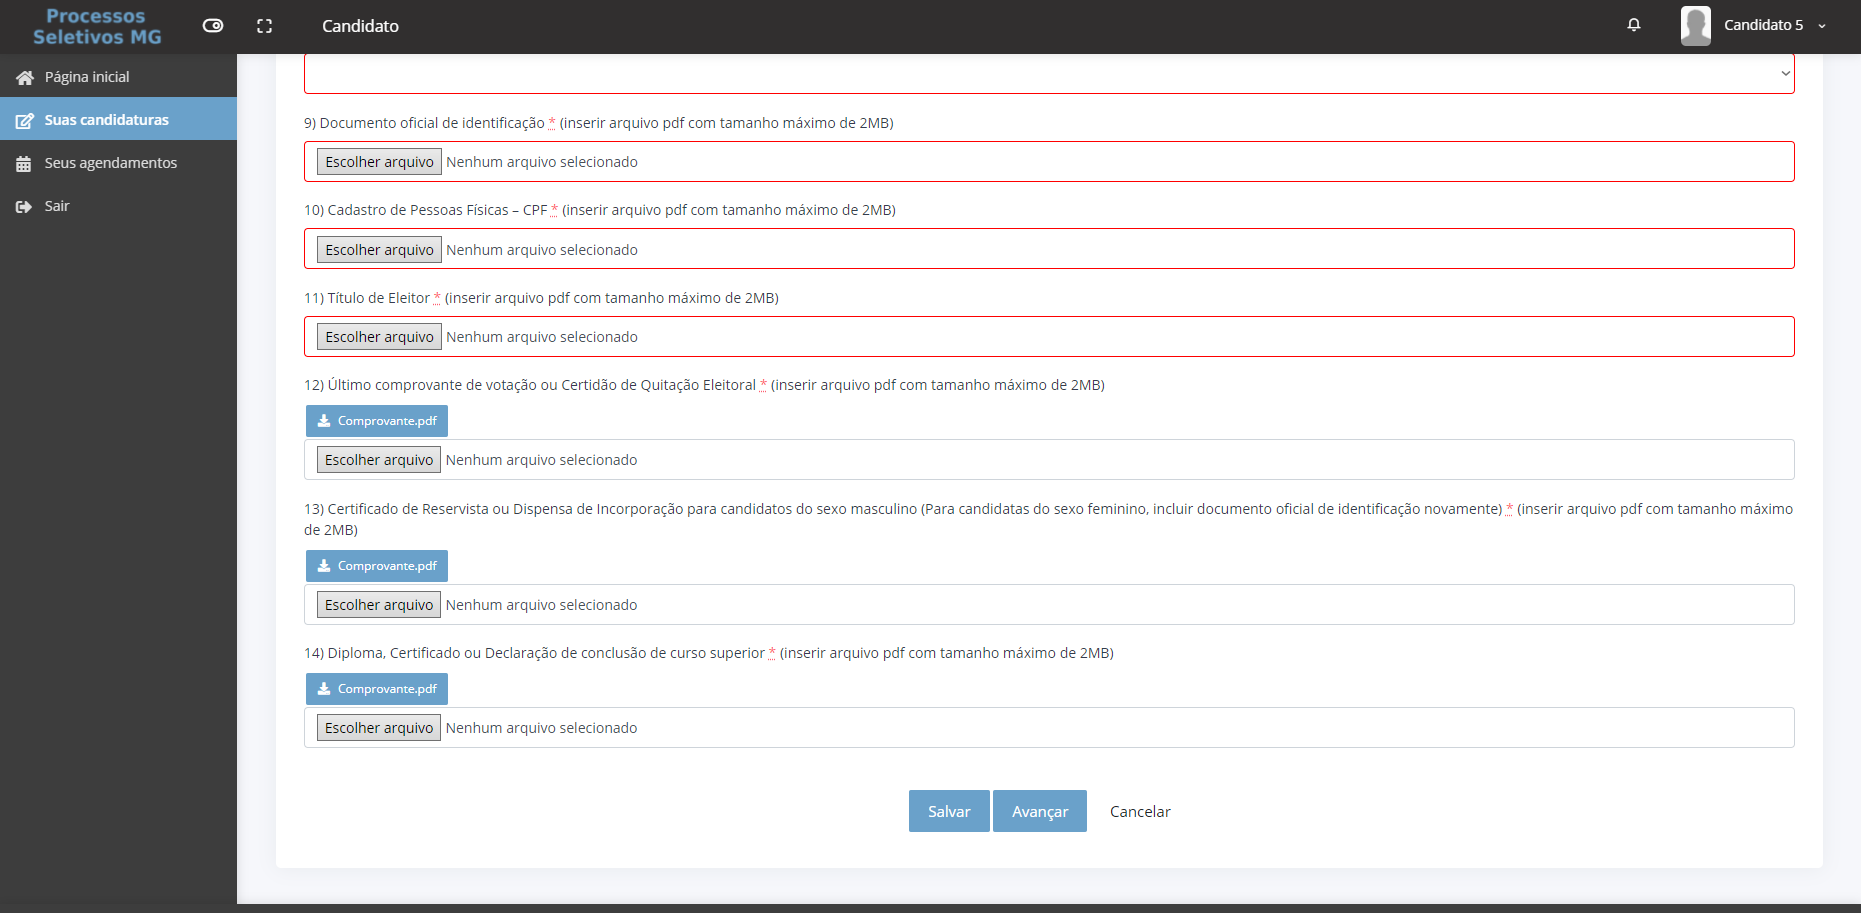 Processos
Seletivos MG
Candidato
Candidato 5
Página inicial
Suas candidaturas
Seus agendamentos
Sair
9) Documento oficial de identificação * (inserir arquivo pdf com tamanho máximo de 2MB)
Escolher arquivo Nenhum arquivo selecionado
10) Cadastro de Pessoas Físicas – CPF * (inserir arquivo pdf com tamanho máximo de 2MB)
Escolher arquivo Nenhum arquivo selecionado
11) Título de Eleitor * (inserir arquivo pdf com tamanho máximo de 2MB)
Escolher arquivo Nenhum arquivo selecionado
12) Último comprovante de votação ou Certidão de Quitação Eleitoral * (inserir arquivo pdf com tamanho máximo de 2MB)
Comprovante.pdf
Escolher arquivo Nenhum arquivo selecionado
13) Certificado de Reservista ou Dispensa de Incorporação para candidatos do sexo masculino (Para candidatas do sexo feminino, incluir documento oficial de identificação novamente) * (inserir arquivo pdf com tamanho máximo
de 2MB)
Comprovante.pdf
Escolher arquivo Nenhum arquivo selecionado
14) Diploma, Certificado ou Declaração de conclusão de curso superior * (inserir arquivo pdf com tamanho máximo de 2MB)
Comprovante.pdf
Escolher arquivo Nenhum arquivo selecionado
Salvar Avançar Cancelar